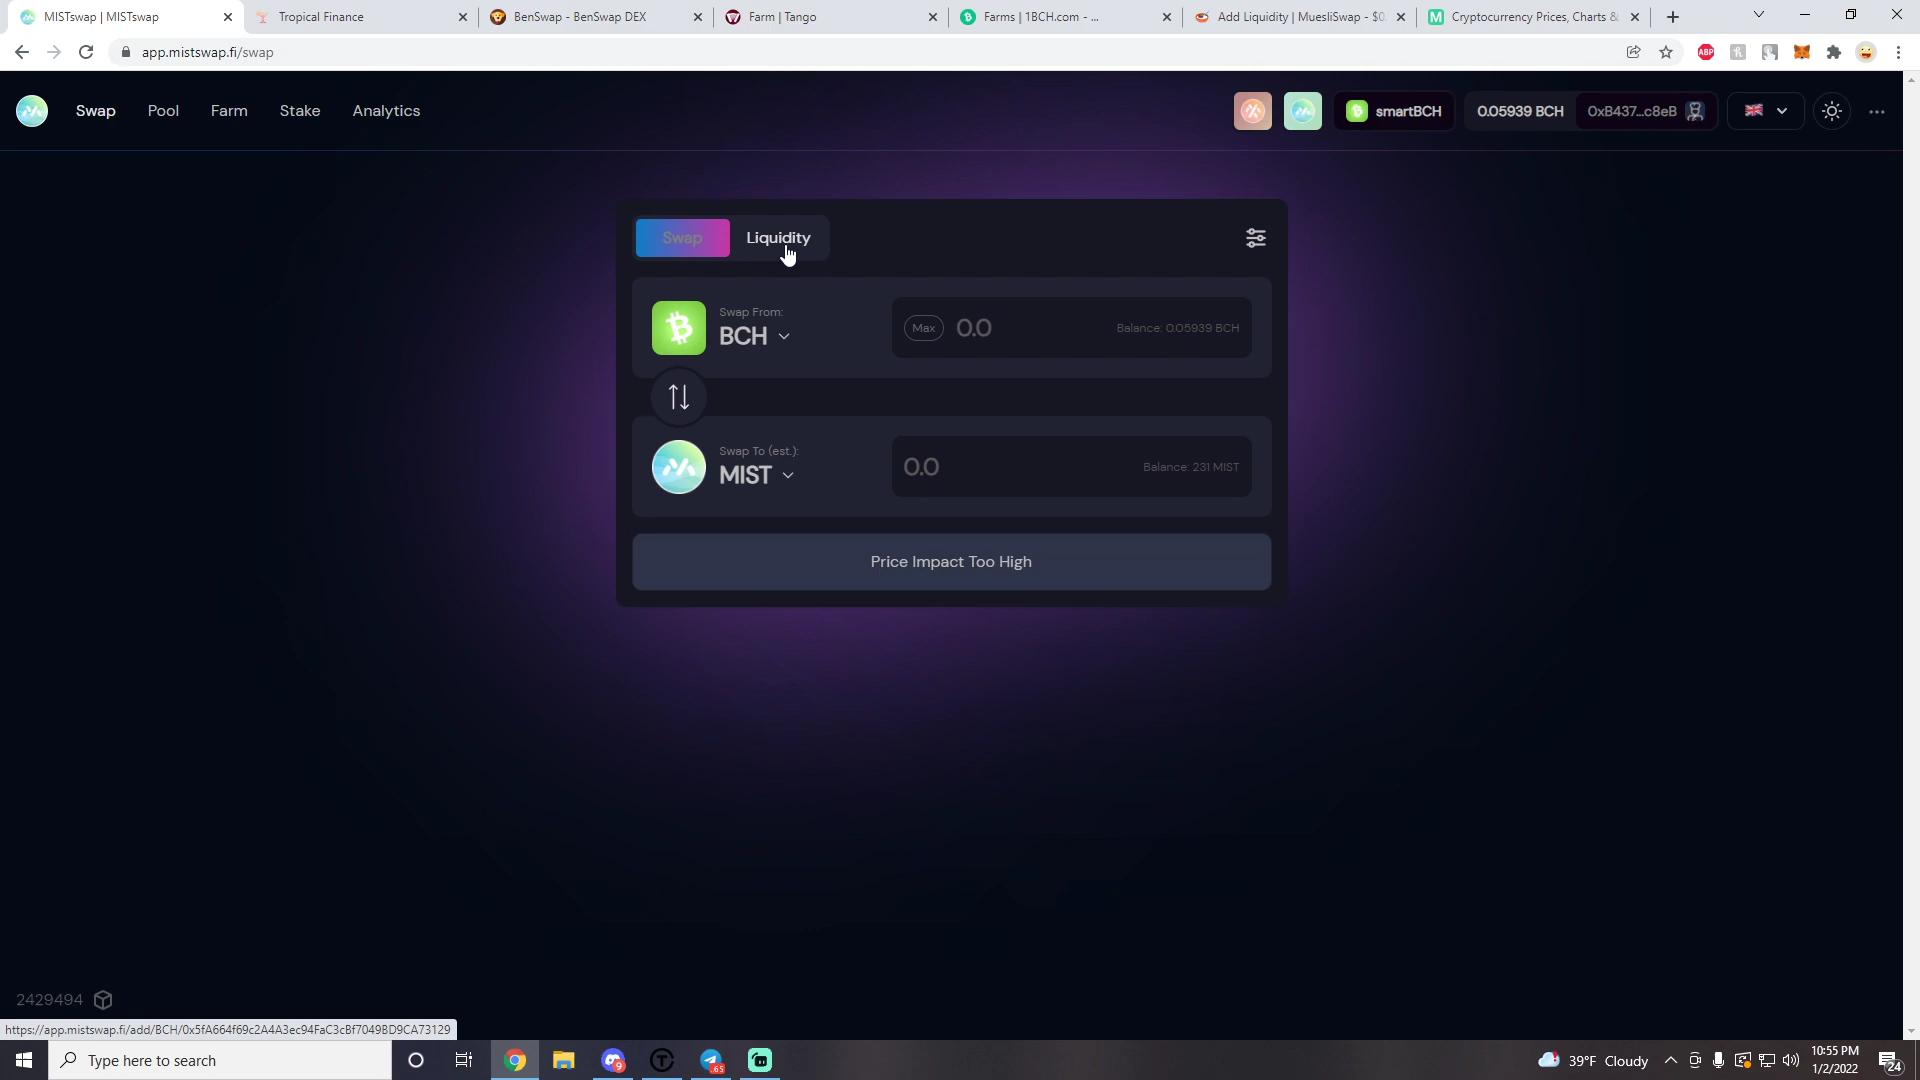 MISTswap | MISTswap
Tropical Finance
BenSwap - BenSwap DEX
Farm | Tango
Farms | 1BCH.com - ...
Add Liquidity | MuesliSwap - $0
Cryptocurrency Prices, Charts &
app.mistswap.fi/swap
ABP
Swap
Pool
Farm
Stake
Analytics
smartBCH
0.05939 BCH
0xB437...c8eB
Swap
Liquidity
Swap From:
BCH
Max
0.0
Balance: 0.05939 BCH
Swap To (est.):
MIST
0.0
Balance: 231 MIST
Price Impact Too High
2429494
https://app.mistswap.fi/add/BCH/0x5fA664f69c2A4A3ec94FaC3cBf7049BD9CA73129
Type here to search
9
.65
39°F Cloudy
10:55 PM
1/2/2022
24